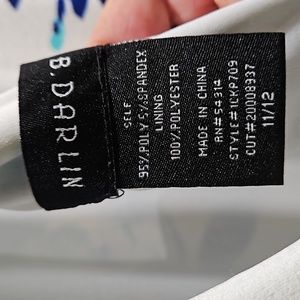 B. DARLIN
SELF
95%POLY 5%SPANDEX
LINING
100%POLYESTER
MADE IN CHINA
RN# 54314
STYLE#1CKP709
CUT#20008937
11/12